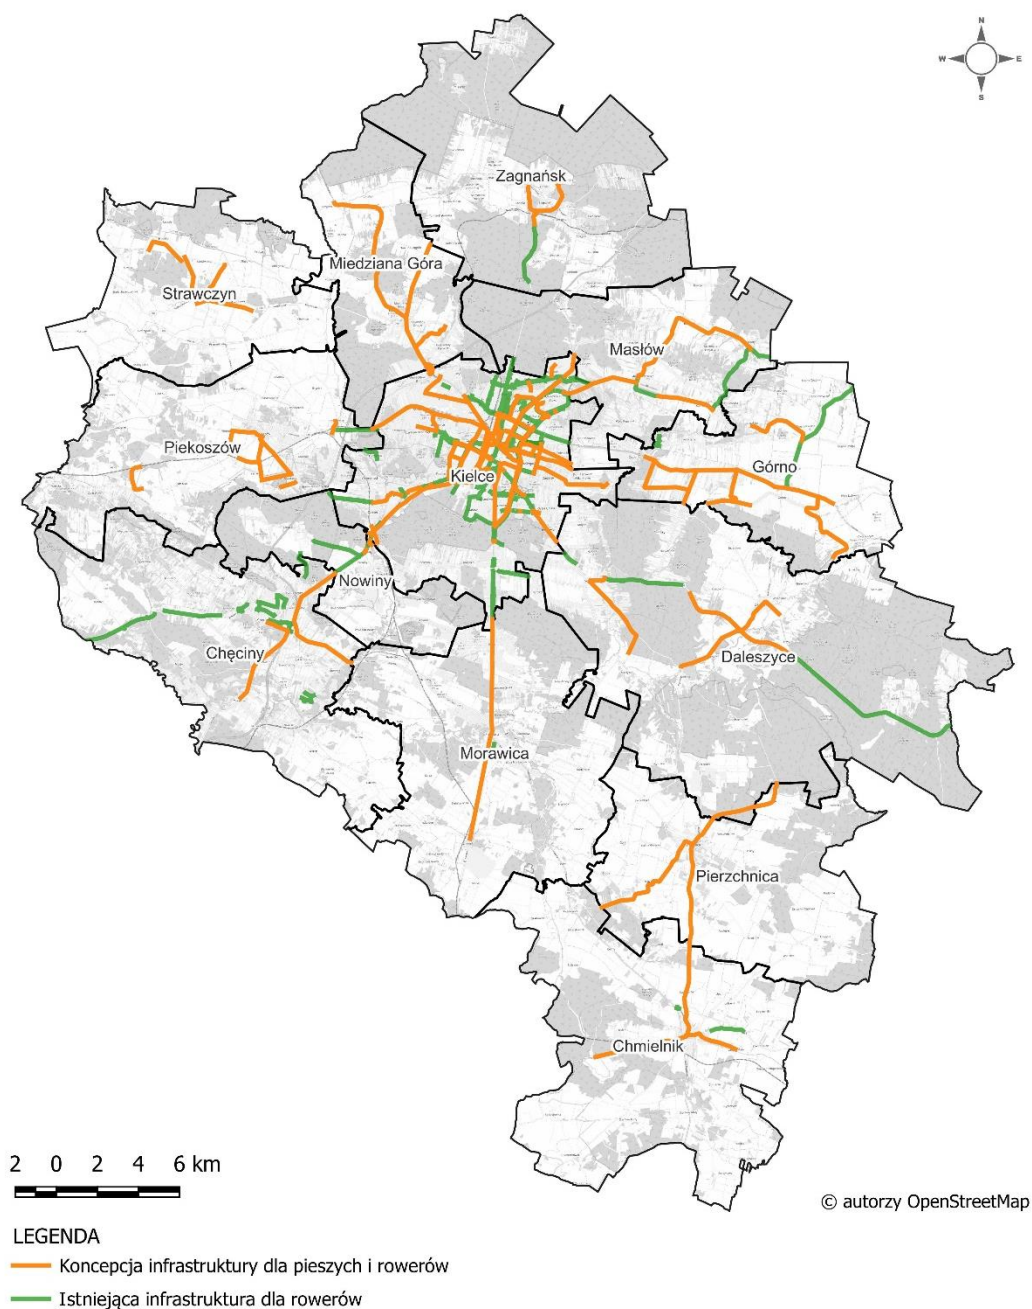 N
W E
S
Zagnańsk
Miedziana Góra
Strawczyn
Masłów
Piekoszów
Górno
Kielce
Nowiny
Chęciny
Daleszyce
Morawica
Pierzchnica
Chmielnik
2 0 2 4 6 km
© autorzy OpenStreetMap
LEGENDA
Koncepcja infrastruktury dla pieszych i rowerów
Istniejąca infrastruktura dla rowerów